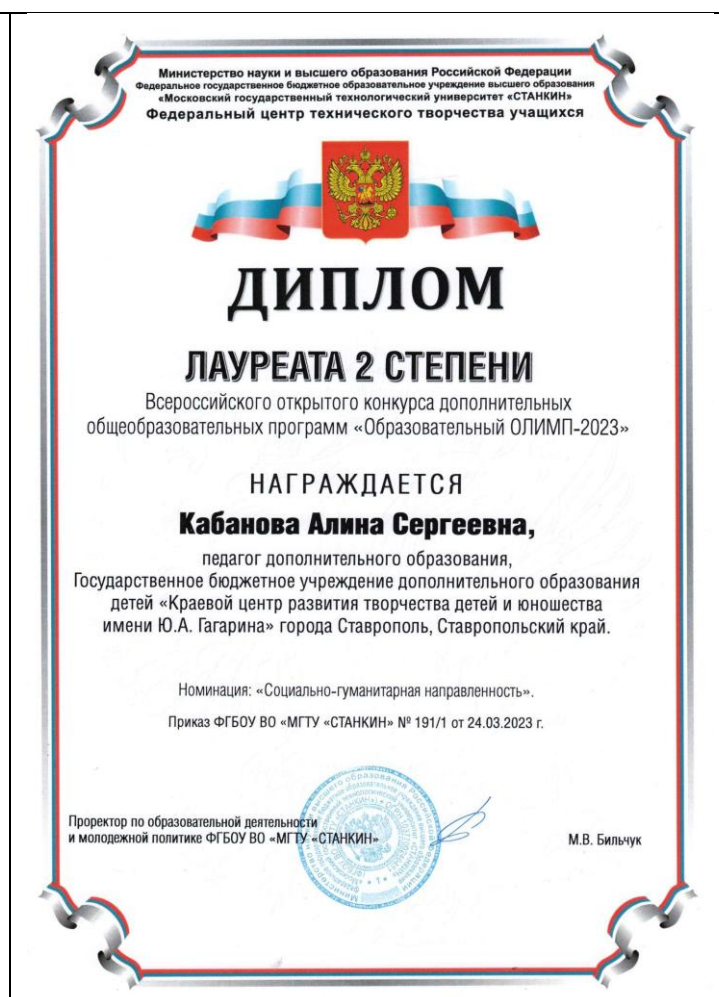 Министерство науки и высшего образования Российской Федерации
Федеральное государственное бюджетное образовательное учреждение высшего образования
«Московский государственный технологический университет «СТАНКИН»
Федеральный центр технического творчества учащихся
ДИПЛОМ
ЛАУРЕАТА 2 СТЕПЕНИ
Всероссийского открытого конкурса дополнительных
общеобразовательных программ «Образовательный ОЛИМП-2023»
НАГРАЖДАЕТСЯ
Кабанова Алина Сергеевна,
педагог дополнительного образования,
Государственное бюджетное учреждение дополнительного образования
детей «Краевой центр развития творчества детей и юношества
имени Ю.А. Гагарина» города Ставрополь, Ставропольский край.
Номинация: «Социально-гуманитарная направленность».
Приказ ФГБОУ ВО «МГТУ «СТАНКИН» № 191/1 от 24.03.2023 г.
Проректор по образовательной деятельности
и молодежной политике ФГБОУ ВО «МГТУ «СТАНКИН»
М.В. Бильчук